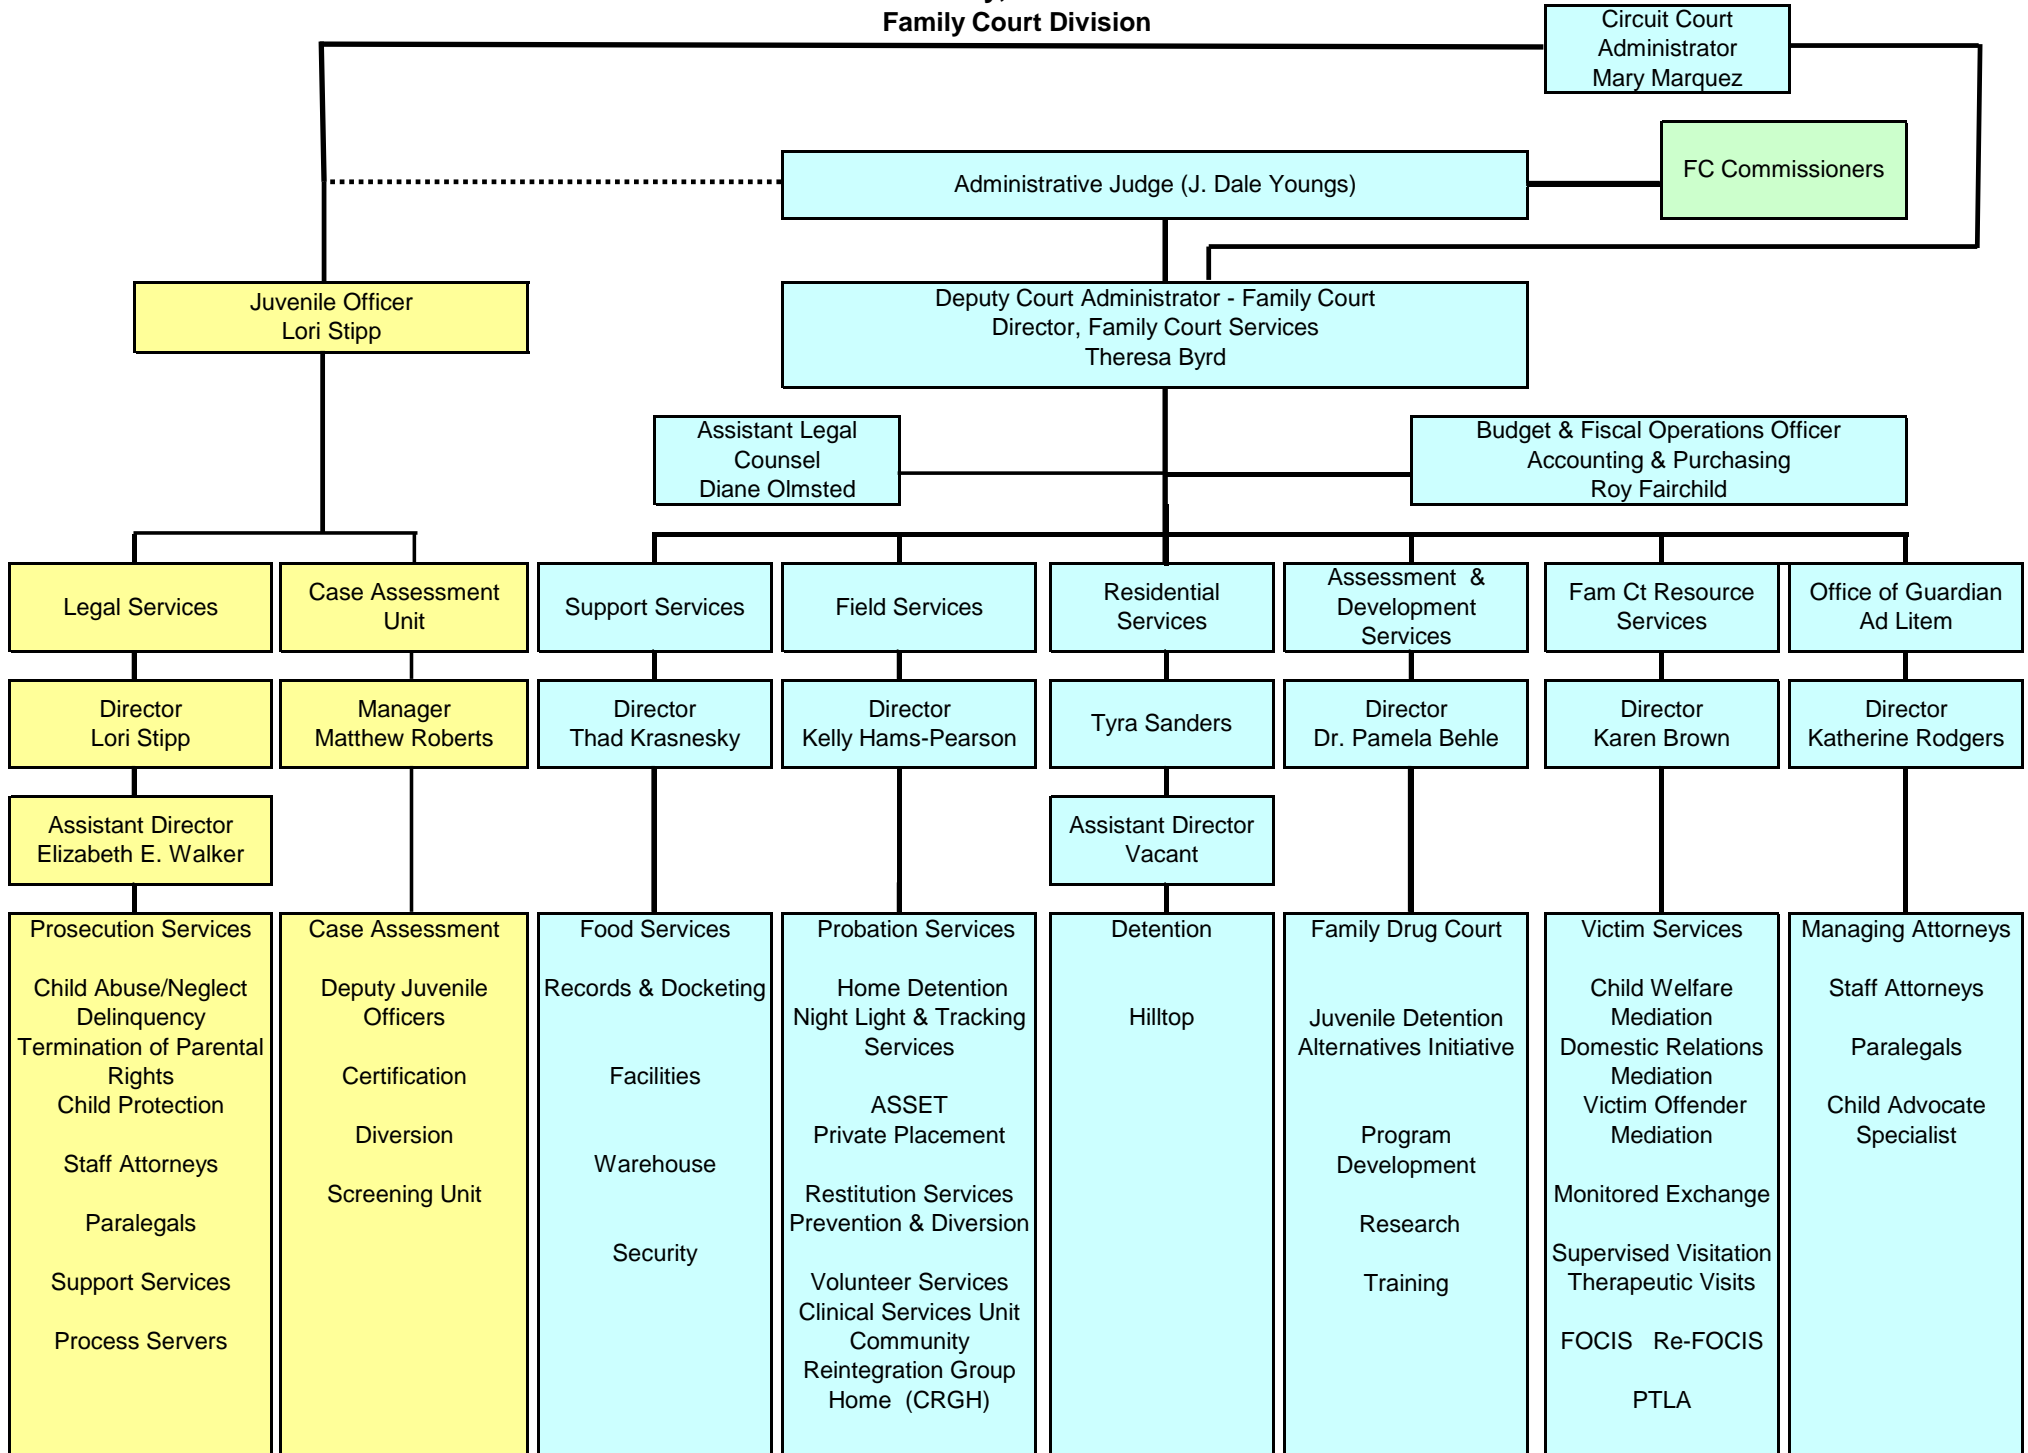 Family Court Division
Circuit Court
Administrator
Mary Marquez
FC Commissioners
Administrative Judge (J. Dale Youngs)
Juvenile Officer
Lori Stipp
Deputy Court Administrator - Family Court
Director, Family Court Services
Theresa Byrd
Assistant Legal
Counsel
Diane Olmsted
Budget & Fiscal Operations Officer
Accounting & Purchasing
Roy Fairchild
Legal Services
Case Assessment
Unit
Support Services
Field Services
Residential
Services
Assessment & 
Development
Services
Fam Ct Resource
Services
Office of Guardian
Ad Litem
Director
Lori Stipp
Manager
Matthew Roberts
Director
Thad Krasnesky
Director
Kelly Hams-Pearson
Tyra Sanders
Director
Dr. Pamela Behle
Director
Karen Brown
Director
Katherine Rodgers
Assistant Director
Elizabeth E. Walker
Assistant Director
Vacant
Prosecution Services
Child Abuse/Neglect
Delinquency
Termination of Parental
Rights
Child Protection
Staff Attorneys
Paralegals
Support Services
Process Servers
Case Assessment
Deputy Juvenile
Officers
Certification
Diversion
Screening Unit
Food Services
Records & Docketing
Facilities
Warehouse
Security
Probation Services
Home Detention
Night Light & Tracking
Services
ASSET
Private Placement
Restitution Services
Prevention & Diversion
Volunteer Services
Clinical Services Unit
Community
Reintegration Group
Home (CRGH)
Detention
Hilltop
Family Drug Court
Juvenile Detention
Alternatives Initiative
Program
Development
Research
Training
Victim Services
Child Welfare
Mediation
Domestic Relations
Mediation
Victim Offender
Mediation
Monitored Exchange
Supervised Visitation
Therapeutic Visits
FOCIS Re-FOCIS
PTLA
Managing Attorneys
Staff Attorneys
Paralegals
Child Advocate
Specialist